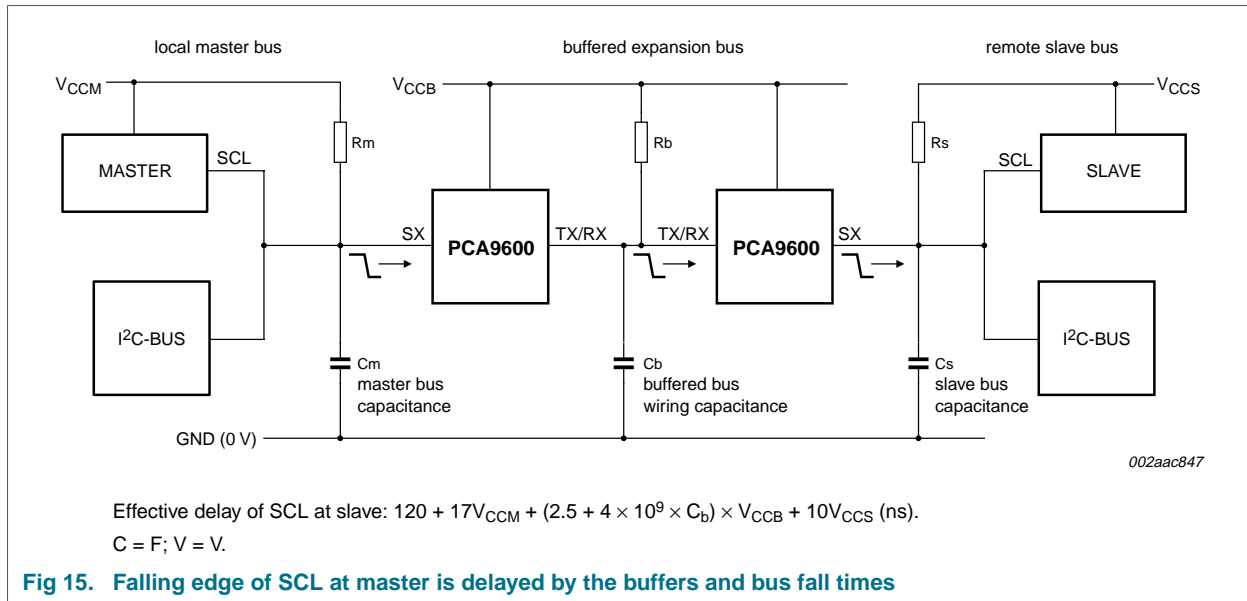 local master bus
buffered expansion bus
remote slave bus
VCCM
VCCB
VCCS
Rm
Rb
Rs
MASTER
SCL
SCL
SLAVE
SX
PCA9600
TX/RX
TX/RX
PCA9600
SX
I2C-BUS
I2C-BUS
Cm
master bus
capacitance
Cb
buffered bus
wiring capacitance
Cs
slave bus
capacitance
GND (0 V)
002aac847
Effective delay of SCL at slave: 120 + 17VCCM + (2.5 + 4 × 10⁹ × Cb) × VCCB + 10VCCS (ns).
C = F; V = V.
Fig 15. Falling edge of SCL at master is delayed by the buffers and bus fall times